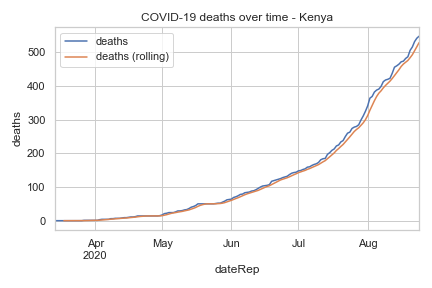 COVID-19 deaths over time - Kenya
deaths
deaths (rolling)
500
400
300
200
100
0
deaths
Apr
2020
May
Jun
Jul
Aug
dateRep